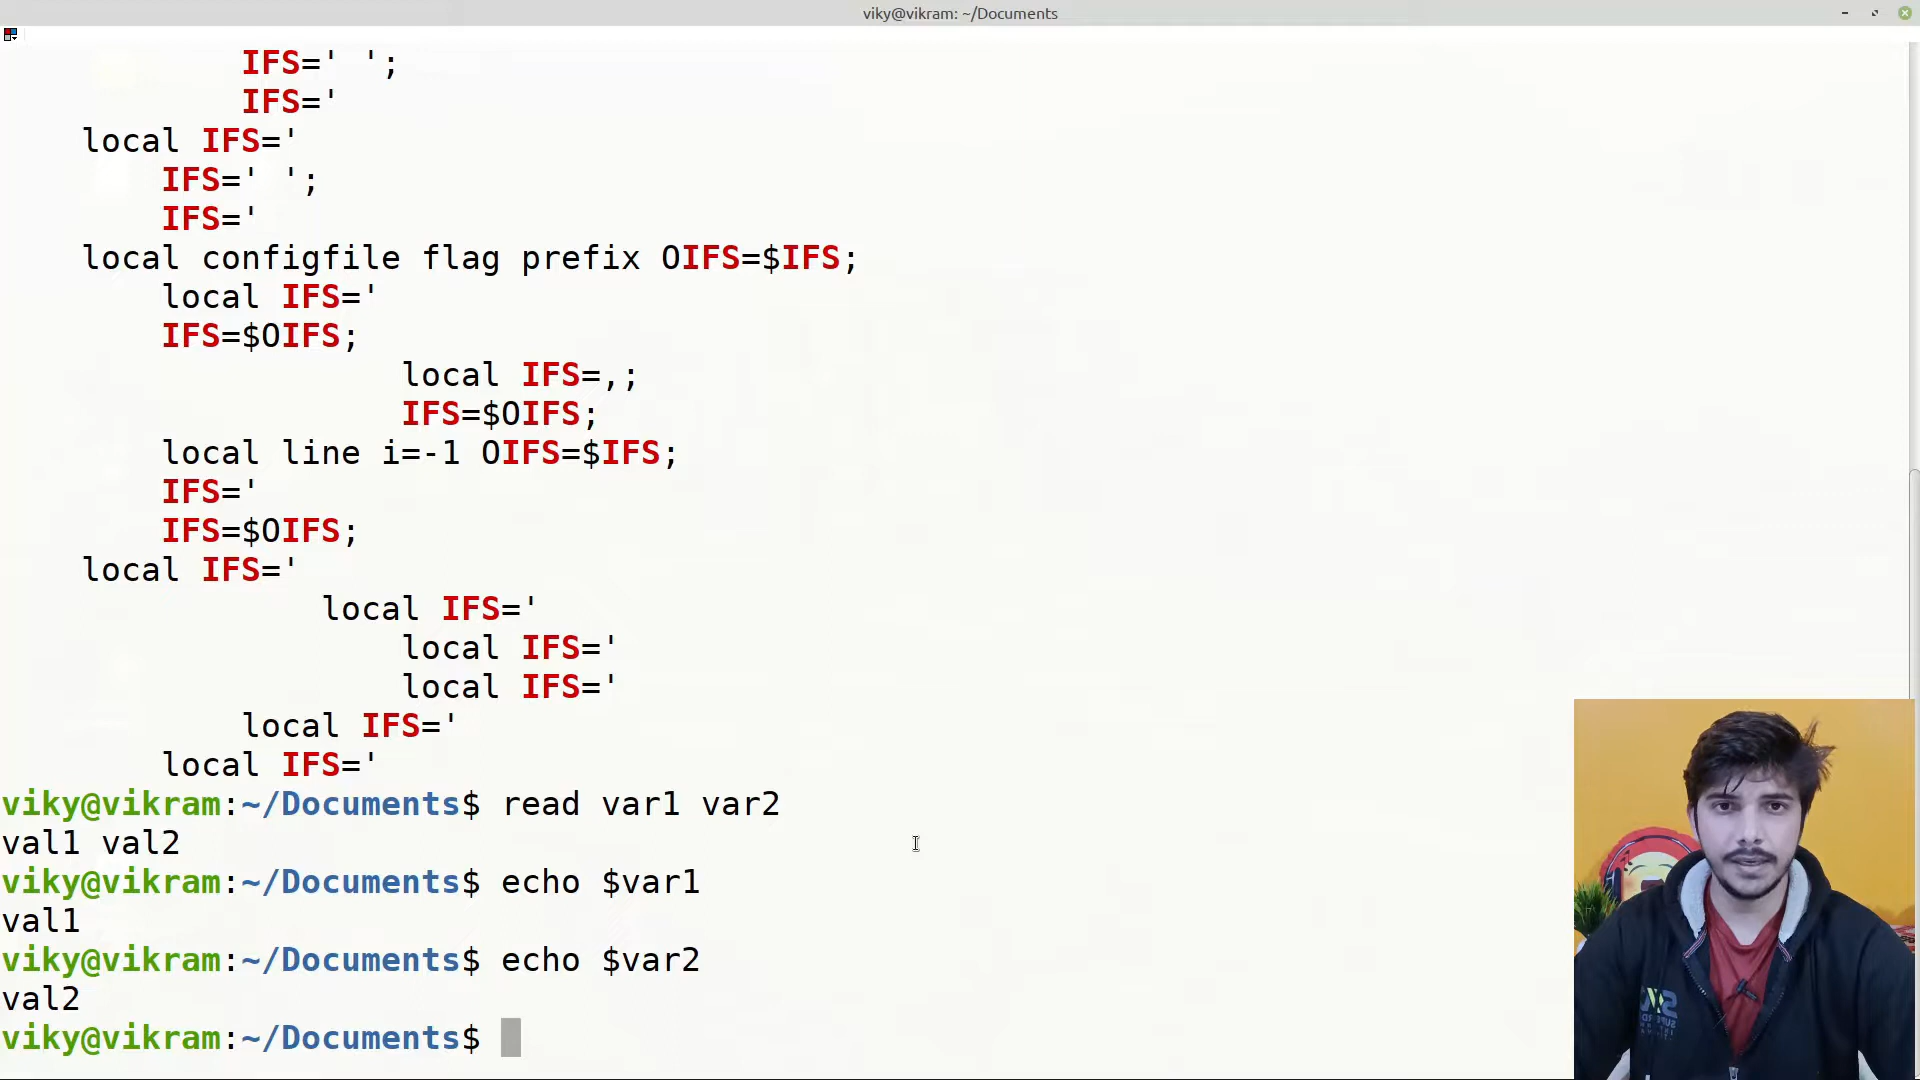 viky@vikram: ~/Documents
IFS=' ';
IFS='
local IFS='
IFS=' ';
IFS='
local configfile flag prefix OIFS=$IFS;
local IFS='
IFS=$OIFS;
local IFS=,;
IFS=$OIFS;
local line i=-1 OIFS=$IFS;
IFS='
IFS=$OIFS;
local IFS='
local IFS='
local IFS='
local IFS='
local IFS='
local IFS='
viky@vikram:~/Documents$ read var1 var2
val1 val2
viky@vikram:~/Documents$ echo $var1
val1
viky@vikram:~/Documents$ echo $var2
val2
viky@vikram:~/Documents$